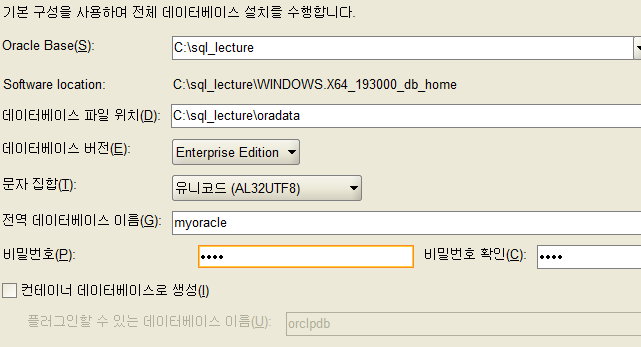 기본 구성을 사용하여 전체 데이터베이스 설치를 수행합니다.
Oracle Base(S): C:\sql_lecture
Software location: C:\sql_lecture\WINDOWS.X64_193000_db_home
데이터베이스 파일 위치(D): C:\sql_lecture\oradata
데이터베이스 버전(E): Enterprise Edition
문자 집합(T): 유니코드 (AL32UTF8)
전역 데이터베이스 이름(G): myoracle
비밀번호(P): •••• 비밀번호 확인(C): ••••
컨테이너 데이터베이스로 생성(I)
플러그인할 수 있는 데이터베이스 이름(U): orclpdb